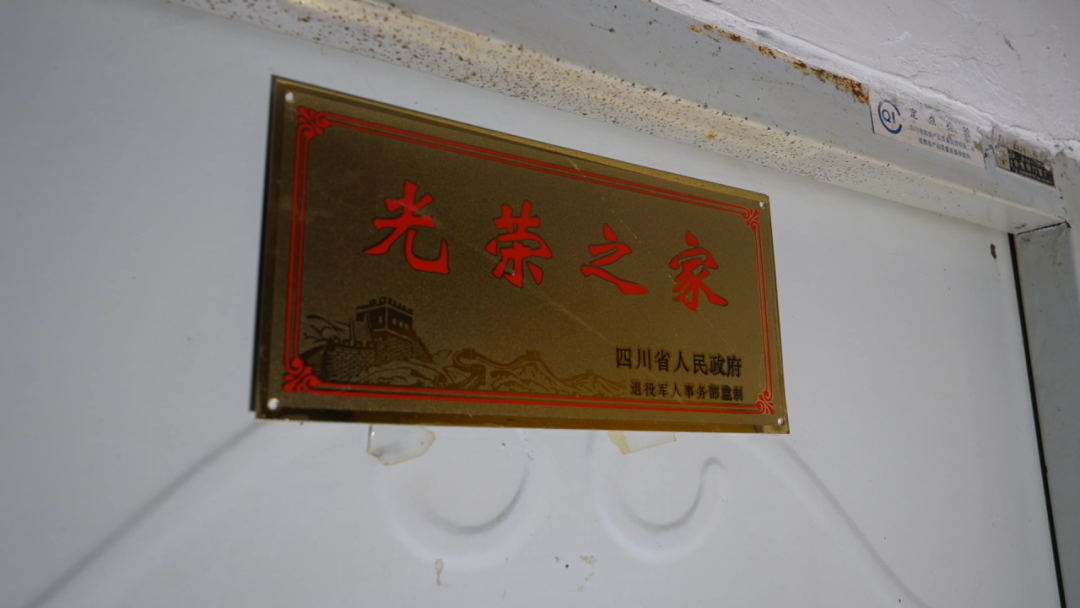 光荣之家
四川省人民政府
退役军人事务部监制